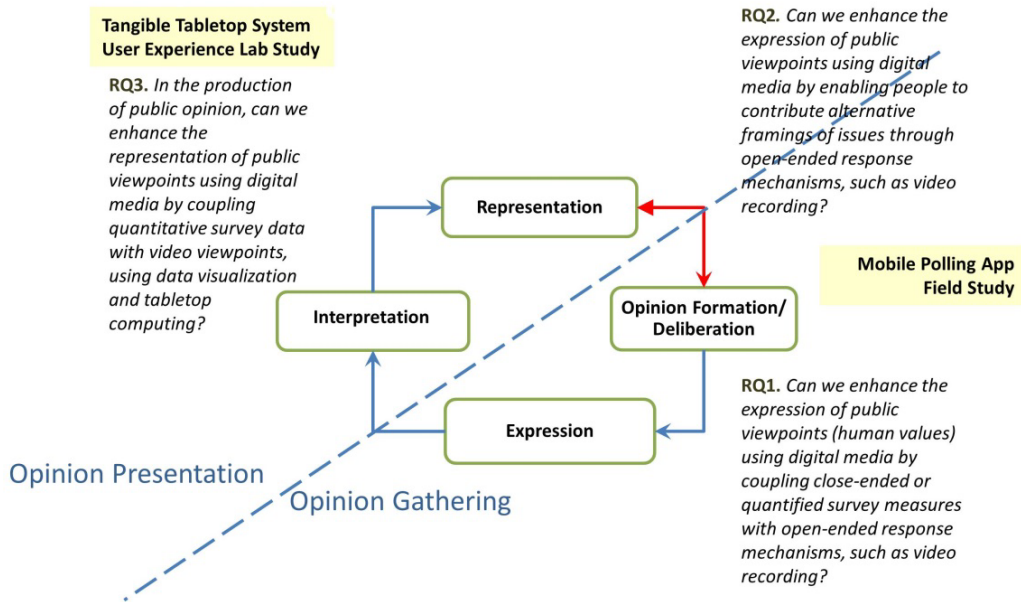 Tangible Tabletop System
User Experience Lab Study
RQ3. In the production
of public opinion, can we
enhance the
representation of public
viewpoints using digital
media by coupling
quantitative survey data
with video viewpoints,
using data visualization
and tabletop
computing?
RQ2. Can we enhance the
expression of public
viewpoints using digital
media by enabling people to
contribute alternative
framings of issues through
open-ended response
mechanisms, such as video
recording?
Representation
Mobile Polling App
Field Study
Interpretation
Opinion Formation/
Deliberation
Expression
RQ1. Can we enhance the
expression of public
viewpoints (human values)
using digital media by
coupling close-ended or
quantified survey measures
with open-ended response
mechanisms, such as video
recording?
Opinion Presentation
Opinion Gathering